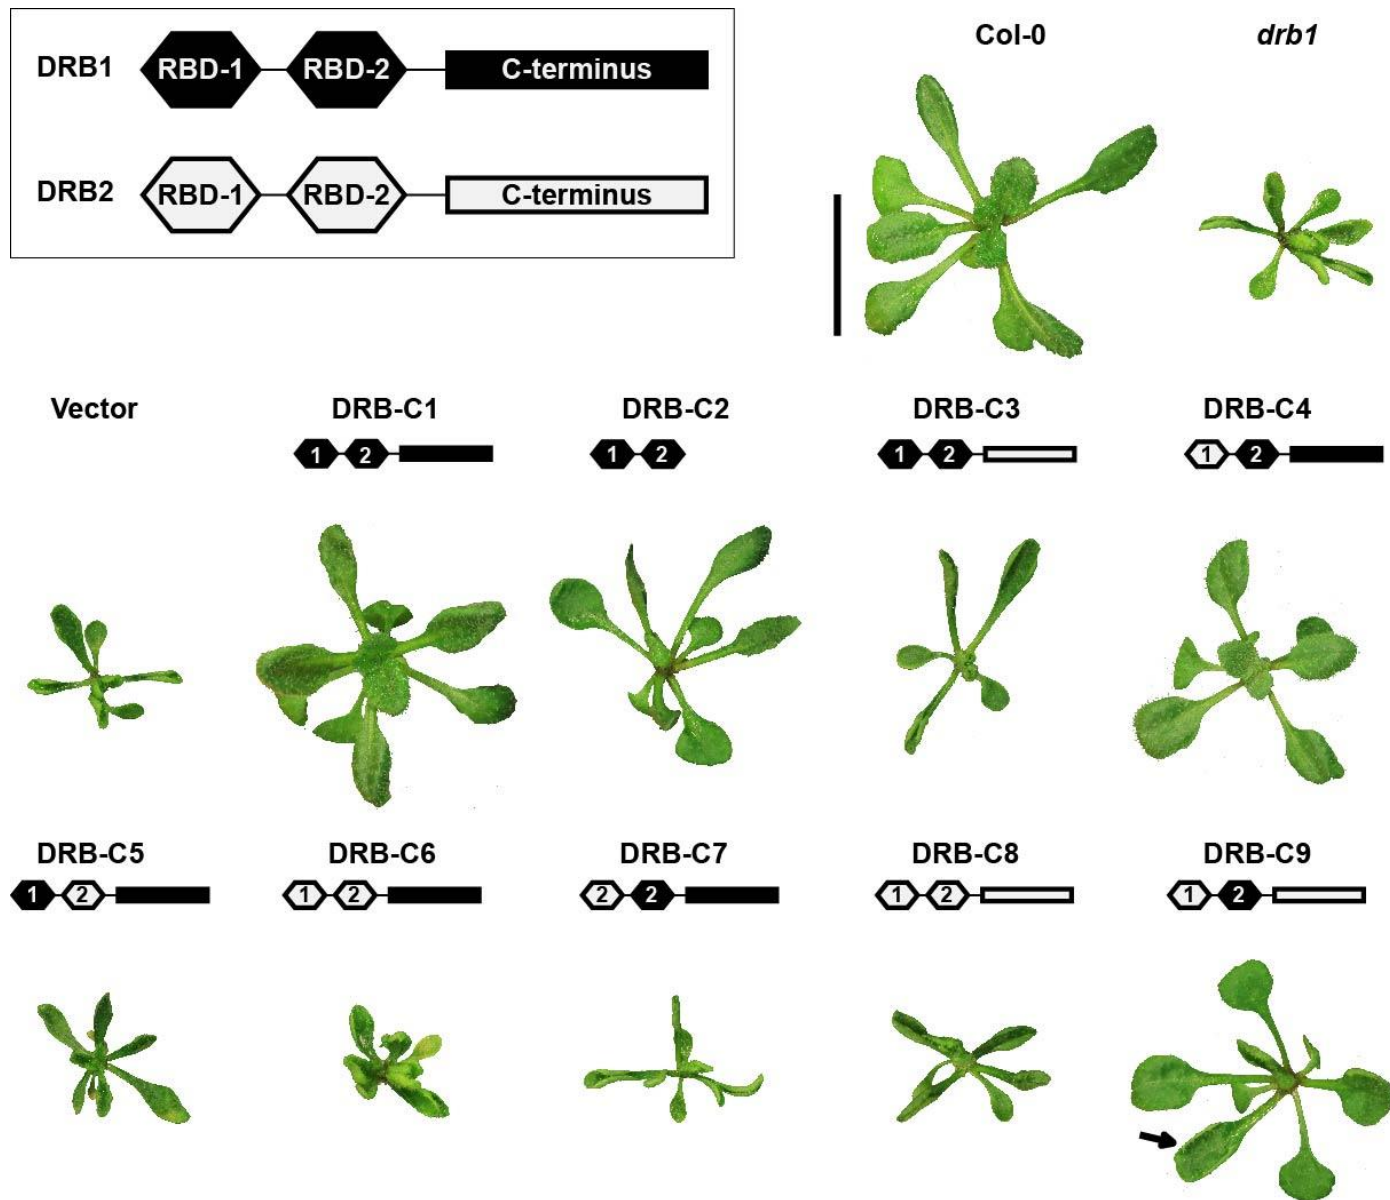 DRB1 RBD-1 RBD-2 C-terminus
DRB2 RBD-1 RBD-2 C-terminus
Col-0 drb1
Vector DRB-C1 DRB-C2 DRB-C3 DRB-C4
1 2 1 2 1 2 1 2
DRB-C5 DRB-C6 DRB-C7 DRB-C8 DRB-C9
1 2 1 2 2 2 1 2 1 2